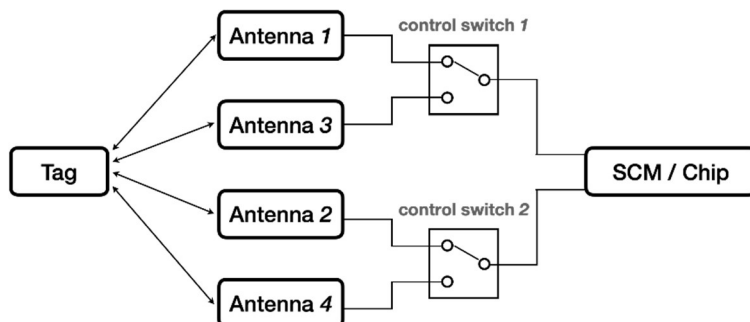 Antenna 1
control switch 1
Antenna 3
Tag
SCM / Chip
Antenna 2
control switch 2
Antenna 4